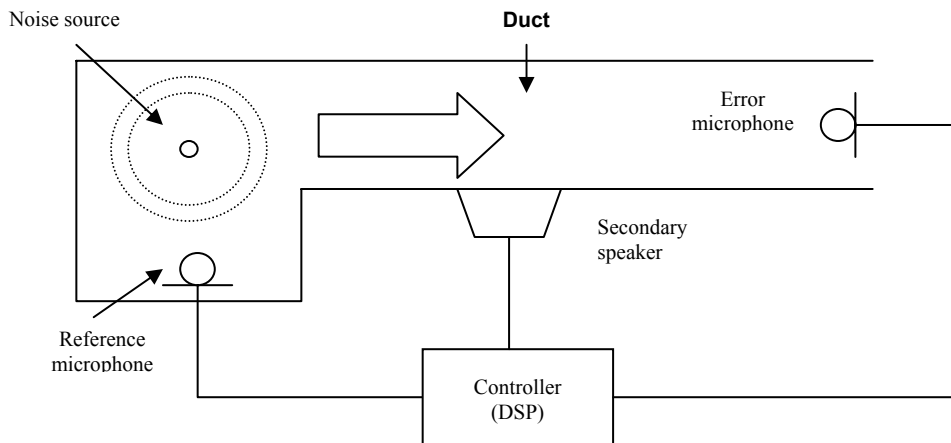 Noise source
Duct
Error
microphone
Secondary
speaker
Reference
microphone
Controller
(DSP)